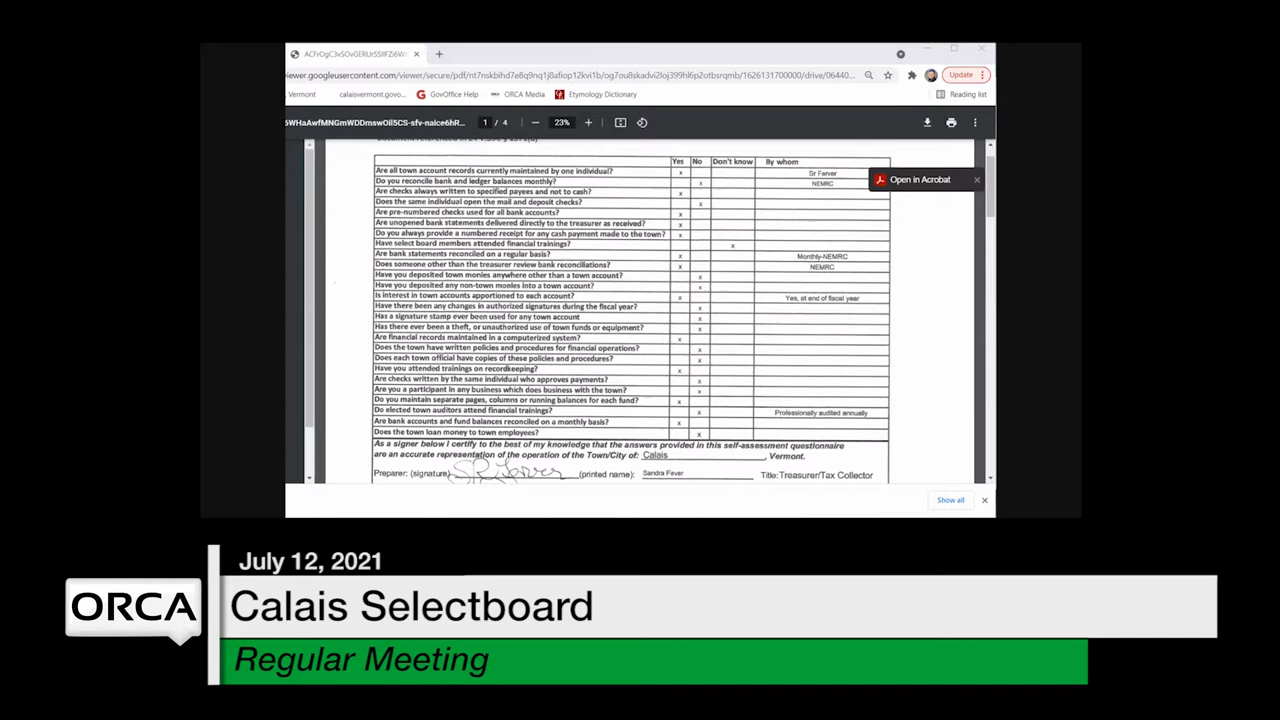 ACFrOgC3vSOvGERUrS5IIFZi6W
Update
Vermont
calaisvermont.govo...
GovOffice Help
ORCA Media
Etymology Dictionary
Reading list
1 / 4
23%
Yes No Don't know By whom
Open in Acrobat
Are all town account records currently maintained by one individual? x Sr Ferver
Do you reconcile bank and ledger balances monthly? x NEMRC
Are checks always written to specified payees and not to cash? x
Does the same individual open the mail and deposit checks? x
Are pre-numbered checks used for all bank accounts? x
Are unopened bank statements delivered directly to the treasurer as received? x
Do you always provide a numbered receipt for any cash payment made to the town? x
Have select board members attended financial trainings? x
Are bank statements reconciled on a regular basis? x Monthly-NEMRC
Does someone other than the treasurer review bank reconciliations? x NEMRC
Have you deposited town monies anywhere other than a town account? x
Have you deposited any non-town monies into a town account? x
Is interest in town accounts apportioned to each account? x Yes, at end of fiscal year
Have there been any changes in authorized signatures during the fiscal year? x
Has a signature stamp ever been used for any town account x
Has there ever been a theft, or unauthorized use of town funds or equipment? x
Are financial records maintained in a computerized system? x
Does the town have written policies and procedures for financial operations? x
Does each town official have copies of these policies and procedures? x
Have you attended trainings on recordkeeping? x
Are checks written by the same individual who approves payments? x
Are you a participant in any business which does business with the town? x
Do you maintain separate pages, columns or running balances for each fund? x
Do elected town auditors attend financial trainings? x Professionally audited annually
Are bank accounts and fund balances reconciled on a monthly basis? x
Does the town loan money to town employees? x
As a signer below I certify to the best of my knowledge that the answers provided in this self-assessment questionnaire
are an accurate representation of the operation of the Town/City of: Calais , Vermont.
Preparer: (signature) (printed name): Sandra Fever Title:Treasurer/Tax Collector
Show all
July 12, 2021
ORCA
Calais Selectboard
Regular Meeting